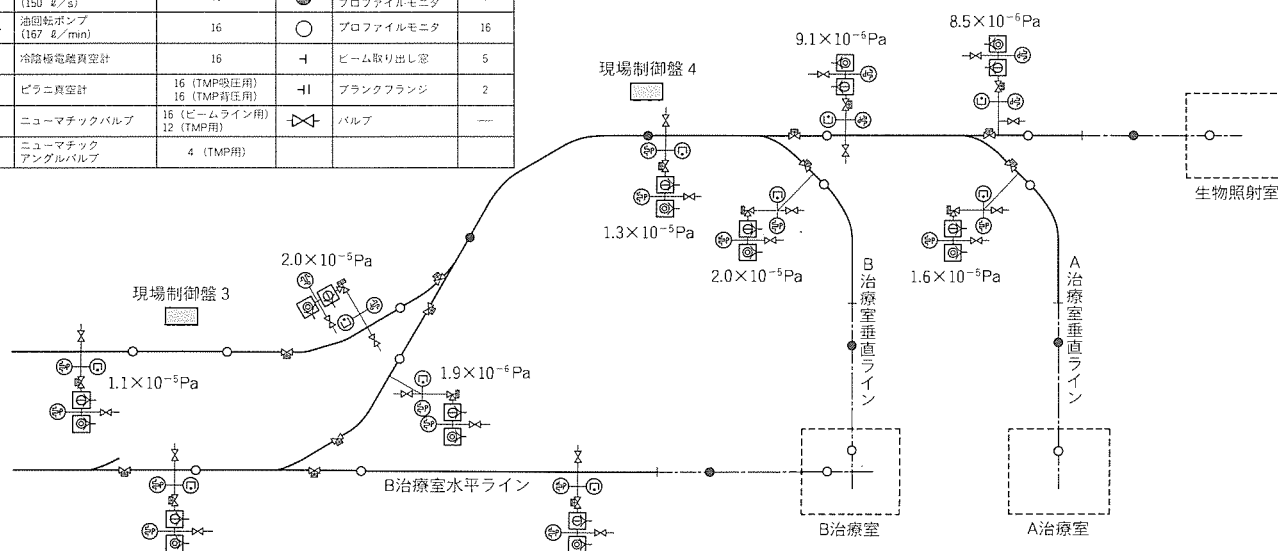 (150 ℓ/s)
プロファイルモニタ
油回転ポンプ
(167 ℓ/min)
16
プロファイルモニタ
16
冷陰極電離真空計
16
ビーム取り出し窓
5
ピラニ真空計
16 (TMP吸圧用)
16 (TMP背圧用)
ブランクフランジ
2
ニューマチックバルブ
16 (ビームライン用)
12 (TMP用)
バルブ
ニューマチック
アングルバルブ
4 (TMP用)
8.5×10⁻⁶Pa
9.1×10⁻⁶Pa
現場制御盤 4
生物照射室
1.3×10⁻⁵Pa
2.0×10⁻⁵Pa
1.6×10⁻⁵Pa
2.0×10⁻⁵Pa
現場制御盤 3
B治療室垂直ライン
A治療室垂直ライン
1.1×10⁻⁵Pa
1.9×10⁻⁶Pa
B治療室水平ライン
B治療室
A治療室